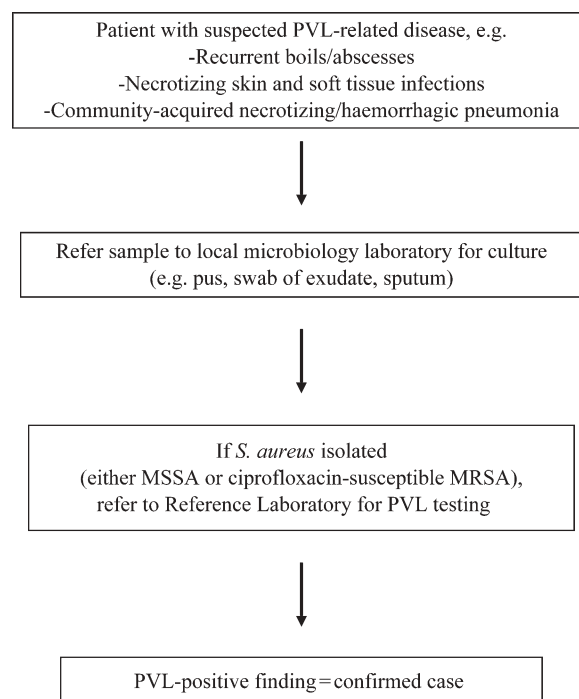 Patient with suspected PVL-related disease, e.g.
-Recurrent boils/abscesses
-Necrotizing skin and soft tissue infections
-Community-acquired necrotizing/haemorrhagic pneumonia
Refer sample to local microbiology laboratory for culture
(e.g. pus, swab of exudate, sputum)
If S. aureus isolated
(either MSSA or ciprofloxacin-susceptible MRSA),
refer to Reference Laboratory for PVL testing
PVL-positive finding=confirmed case